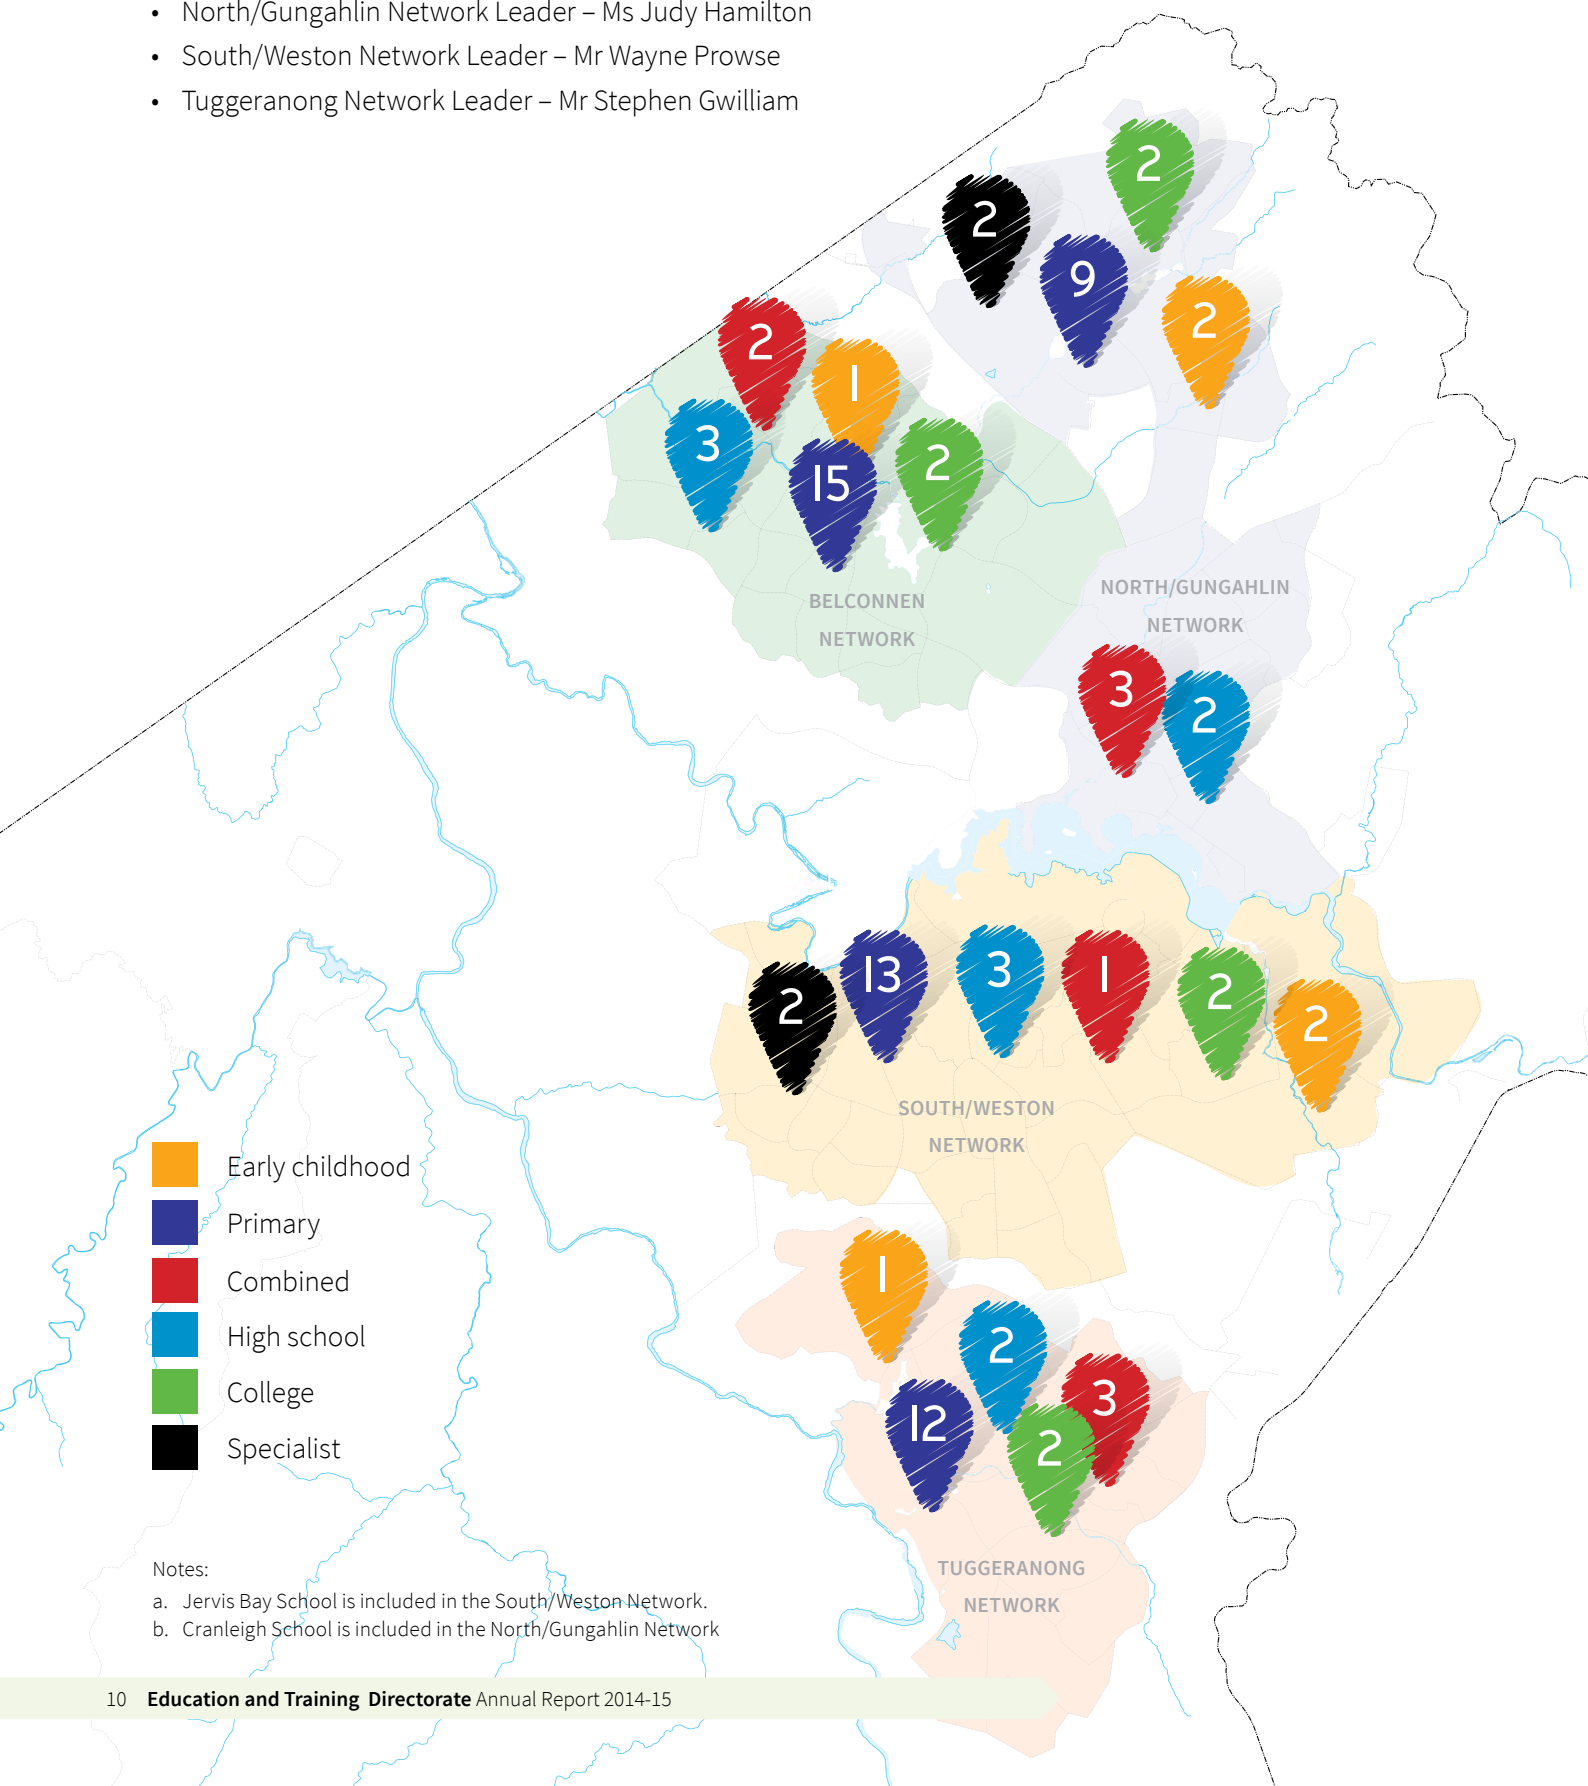 • North/Gungahlin Network Leader – Ms Judy Hamilton
• South/Weston Network Leader – Mr Wayne Prowse
• Tuggeranong Network Leader – Mr Stephen Gwilliam
2
2
9
2
2
1
3
15
2
BELCONNEN
NETWORK
NORTH/GUNGAHLIN
NETWORK
3
2
2
13
3
1
2
2
SOUTH/WESTON
NETWORK
Early childhood
Primary
Combined
High school
College
Specialist
1
2
3
12
2
TUGGERANONG
NETWORK
Notes:
a. Jervis Bay School is included in the South/Weston Network.
b. Cranleigh School is included in the North/Gungahlin Network
10 Education and Training Directorate Annual Report 2014-15